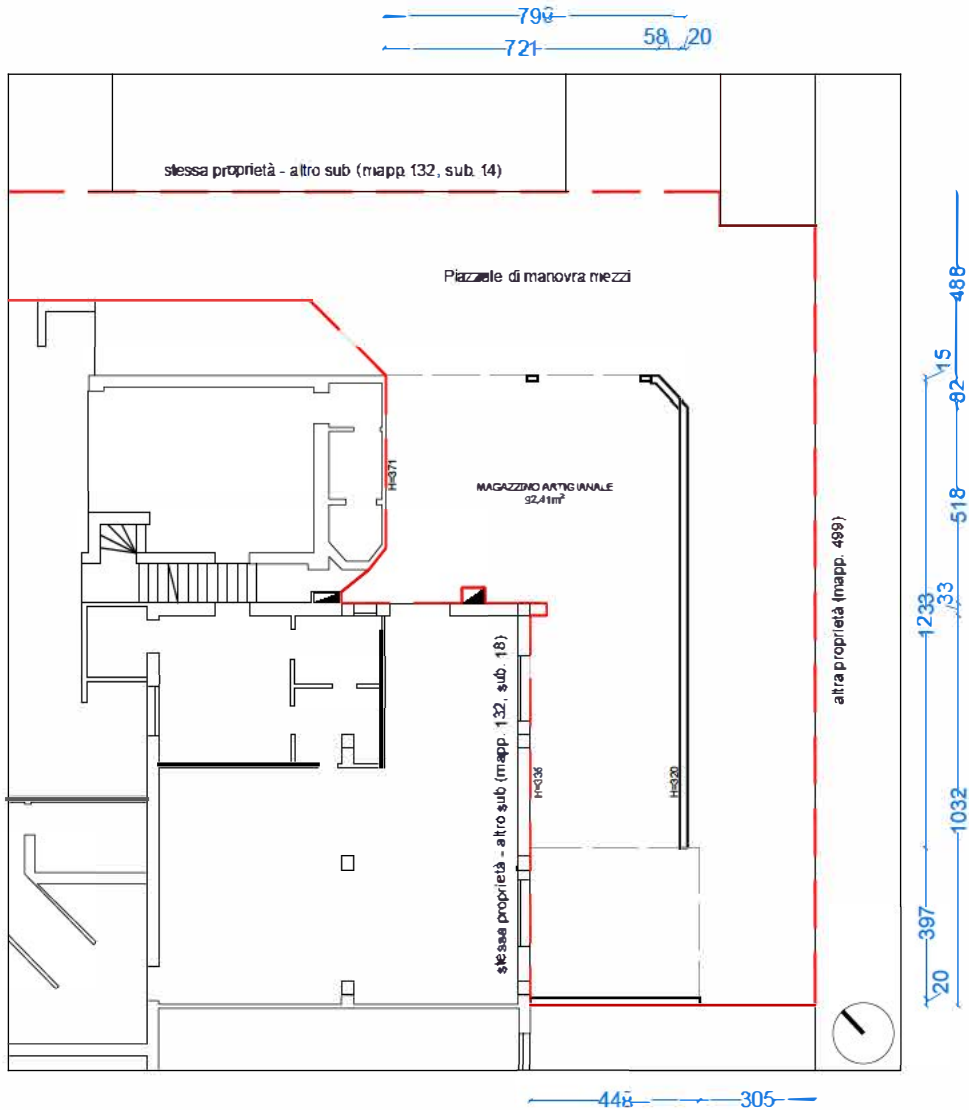 799
721
58
20
stessa proprietà - altro sub (mapp. 132, sub. 14)
Piazzale di manovra mezzi
488
15
82
H=371
MAGAZZINO ARTIGIANALE
92,41m²
518
altra proprietà (mapp. 499)
1233
33
stessa proprietà - altro sub (mapp. 132, sub. 18)
H=335
H=320
1032
397
20
448
305